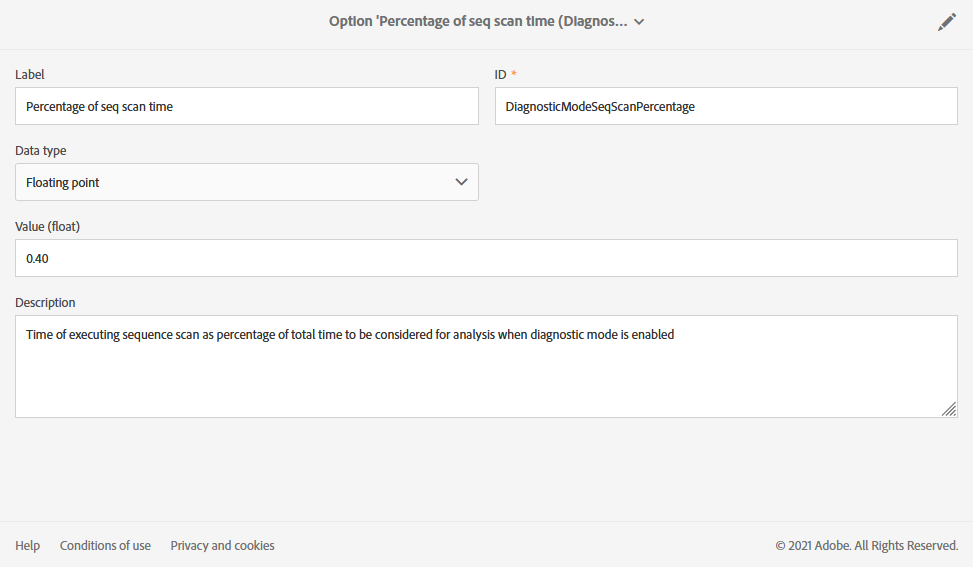 Option 'Percentage of seq scan time (Diagnos...
Label
ID *
Percentage of seq scan time
DiagnosticModeSeqScanPercentage
Data type
Floating point
Value (float)
0.40
Description
Time of executing sequence scan as percentage of total time to be considered for analysis when diagnostic mode is enabled
Help Conditions of use Privacy and cookies © 2021 Adobe. All Rights Reserved.